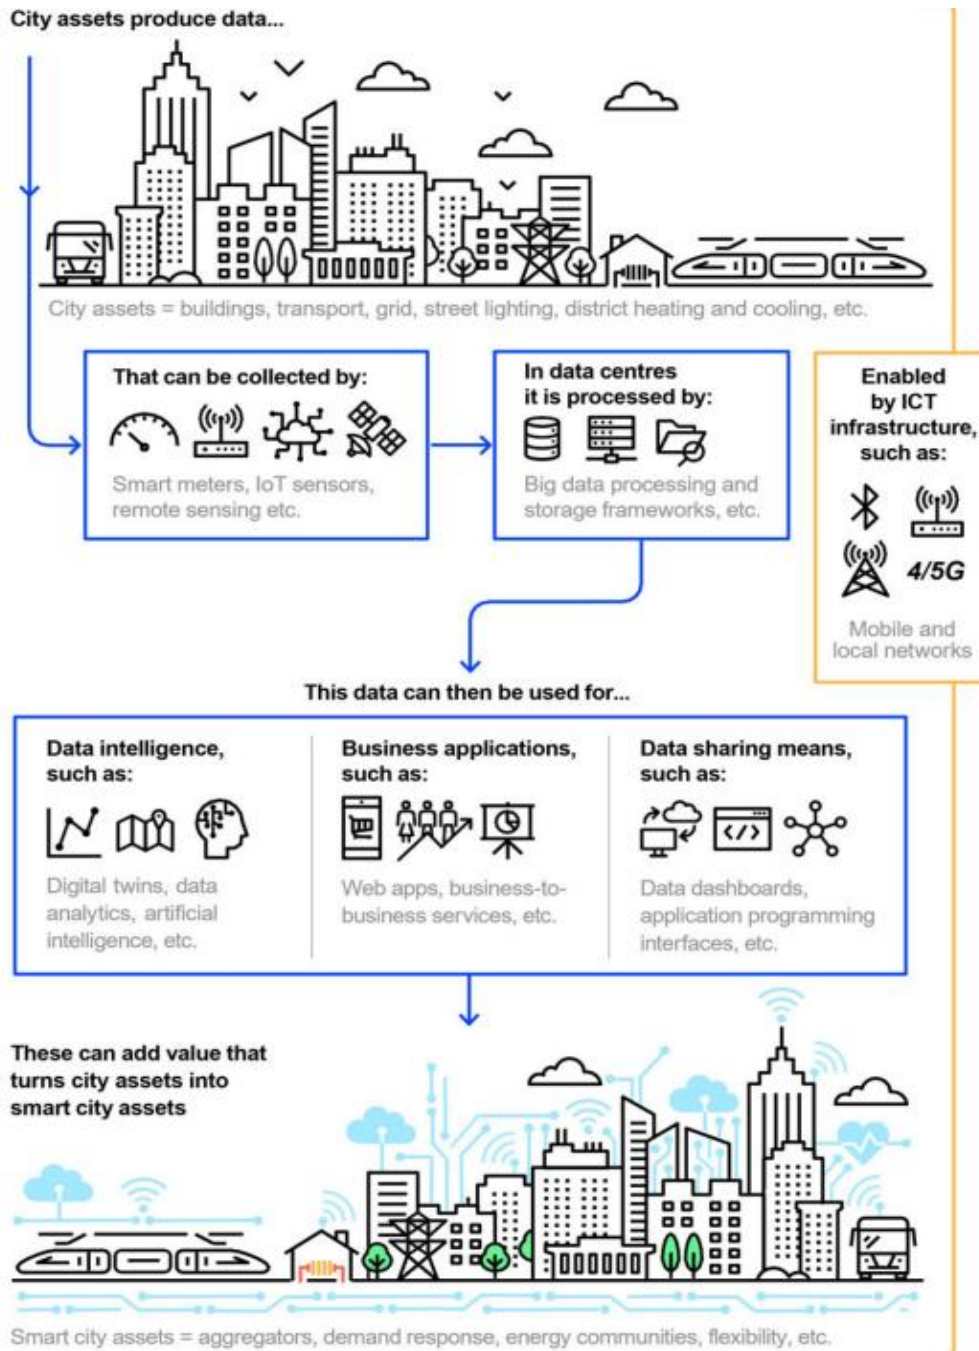 City assets produce data...
City assets = buildings, transport, grid, street lighting, district heating and cooling, etc.
That can be collected by:
Smart meters, IoT sensors,
remote sensing etc.
In data centres
it is processed by:
Big data processing and
storage frameworks, etc.
Enabled
by ICT
infrastructure,
such as:
4/5G
Mobile and
local networks
This data can then be used for...
Data intelligence,
such as:
Digital twins, data
analytics, artificial
intelligence, etc.
Business applications,
such as:
Web apps, business-to-
business services, etc.
Data sharing means,
such as:
</>
Data dashboards,
application programming
interfaces, etc.
These can add value that
turns city assets into
smart city assets
Smart city assets = aggregators, demand response, energy communities, flexibility, etc.